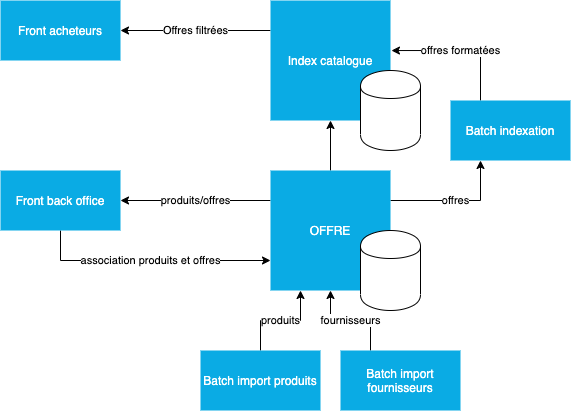 Front acheteurs
Offres filtrées
Index catalogue
offres formatées
Batch indexation
Front back office
produits/offres
OFFRE
offres
association produits et offres
produits
fournisseurs
Batch import produits
Batch import
fournisseurs